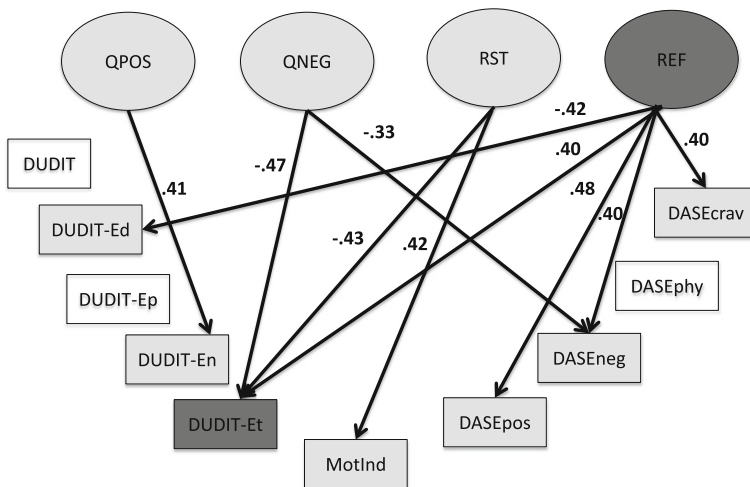 QPOS
QNEG
RST
REF
-.42
-.33
.40
-.47
.40
DUDIT
.41
.48
DUDIT-Ed
.40
DASEcrav
-.43
.42
DUDIT-Ep
DASEphy
DUDIT-En
DASEneg
DUDIT-Et
DASEpos
MotInd